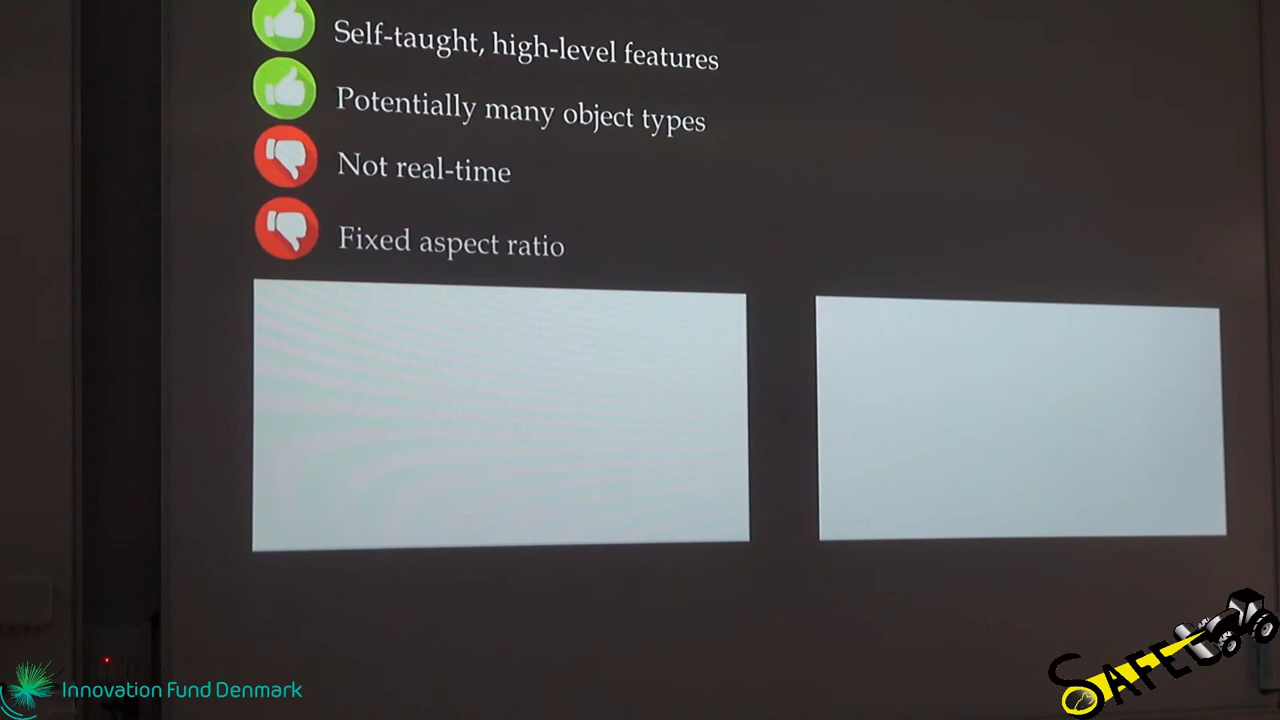 Self-taught, high-level features
Potentially many object types
Not real-time
Fixed aspect ratio
Innovation Fund Denmark
SAFE